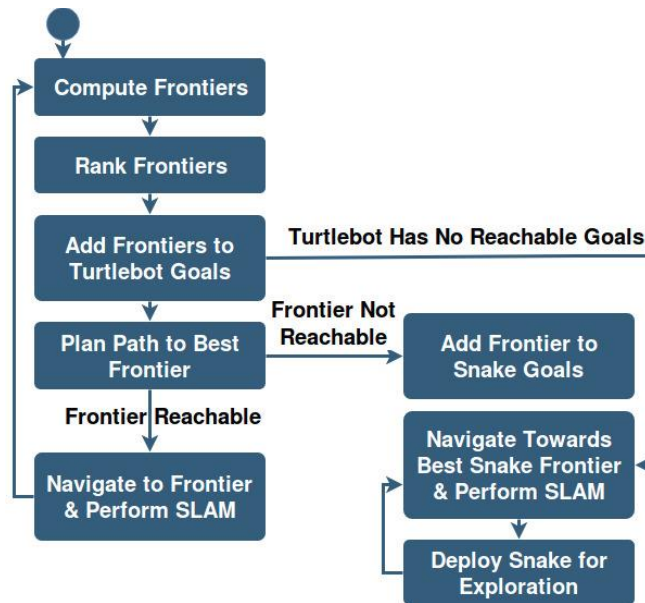 Compute Frontiers
Rank Frontiers
Add Frontiers to
Turtlebot Goals
Turtlebot Has No Reachable Goals
Plan Path to Best
Frontier
Frontier Not
Reachable
Add Frontier to
Snake Goals
Frontier Reachable
Navigate to Frontier
& Perform SLAM
Navigate Towards
Best Snake Frontier
& Perform SLAM
Deploy Snake for
Exploration